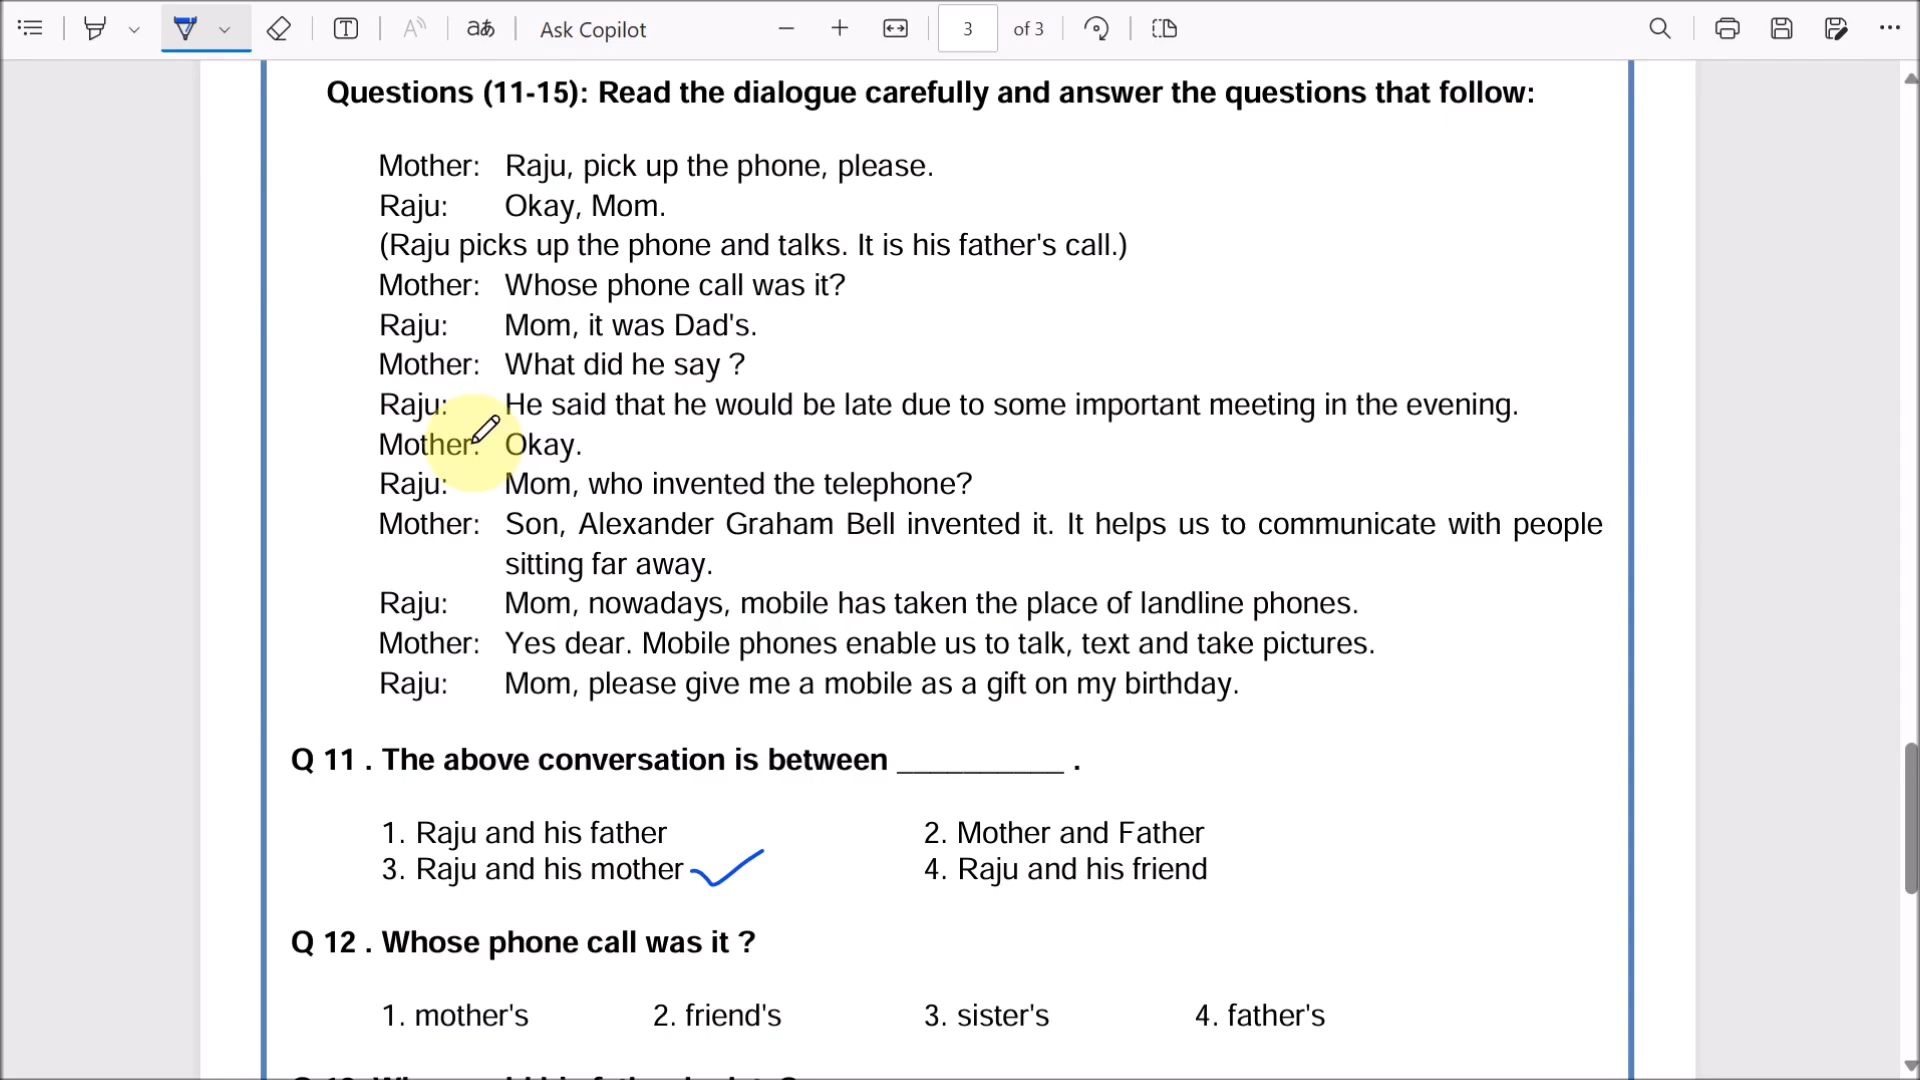 Ask Copilot
3 of 3
Questions (11-15): Read the dialogue carefully and answer the questions that follow:
Mother: Raju, pick up the phone, please.
Raju: Okay, Mom.
(Raju picks up the phone and talks. It is his father's call.)
Mother: Whose phone call was it?
Raju: Mom, it was Dad's.
Mother: What did he say ?
Raju: He said that he would be late due to some important meeting in the evening.
Mother: Okay.
Raju: Mom, who invented the telephone?
Mother: Son, Alexander Graham Bell invented it. It helps us to communicate with people
sitting far away.
Raju: Mom, nowadays, mobile has taken the place of landline phones.
Mother: Yes dear. Mobile phones enable us to talk, text and take pictures.
Raju: Mom, please give me a mobile as a gift on my birthday.
Q 11 . The above conversation is between __________ .
1. Raju and his father 2. Mother and Father
3. Raju and his mother 4. Raju and his friend
Q 12 . Whose phone call was it ?
1. mother's 2. friend's 3. sister's 4. father's